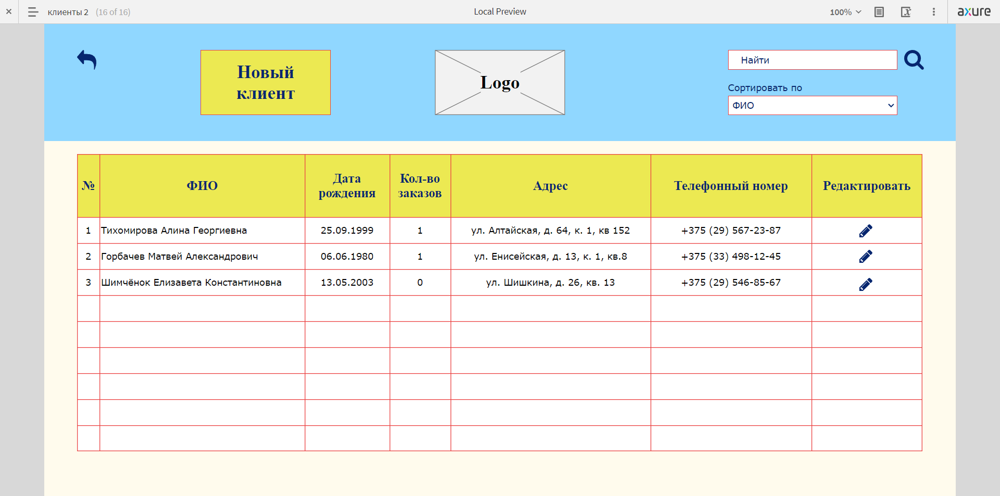 клиенты 2 (16 of 16) Local Preview 100% axure
Новый
клиент
Logo
Найти
Сортировать по
ФИО
№ ФИО Дата рождения Кол-во заказов Адрес Телефонный номер Редактировать
1 Тихомирова Алина Георгиевна 25.09.1999 1 ул. Алтайская, д. 64, к. 1, кв 152 +375 (29) 567-23-87
2 Горбачев Матвей Александрович 06.06.1980 1 ул. Енисейская, д. 13, к. 1, кв.8 +375 (33) 498-12-45
3 Шимчёнок Елизавета Константиновна 13.05.2003 0 ул. Шишкина, д. 26, кв. 13 +375 (29) 546-85-67